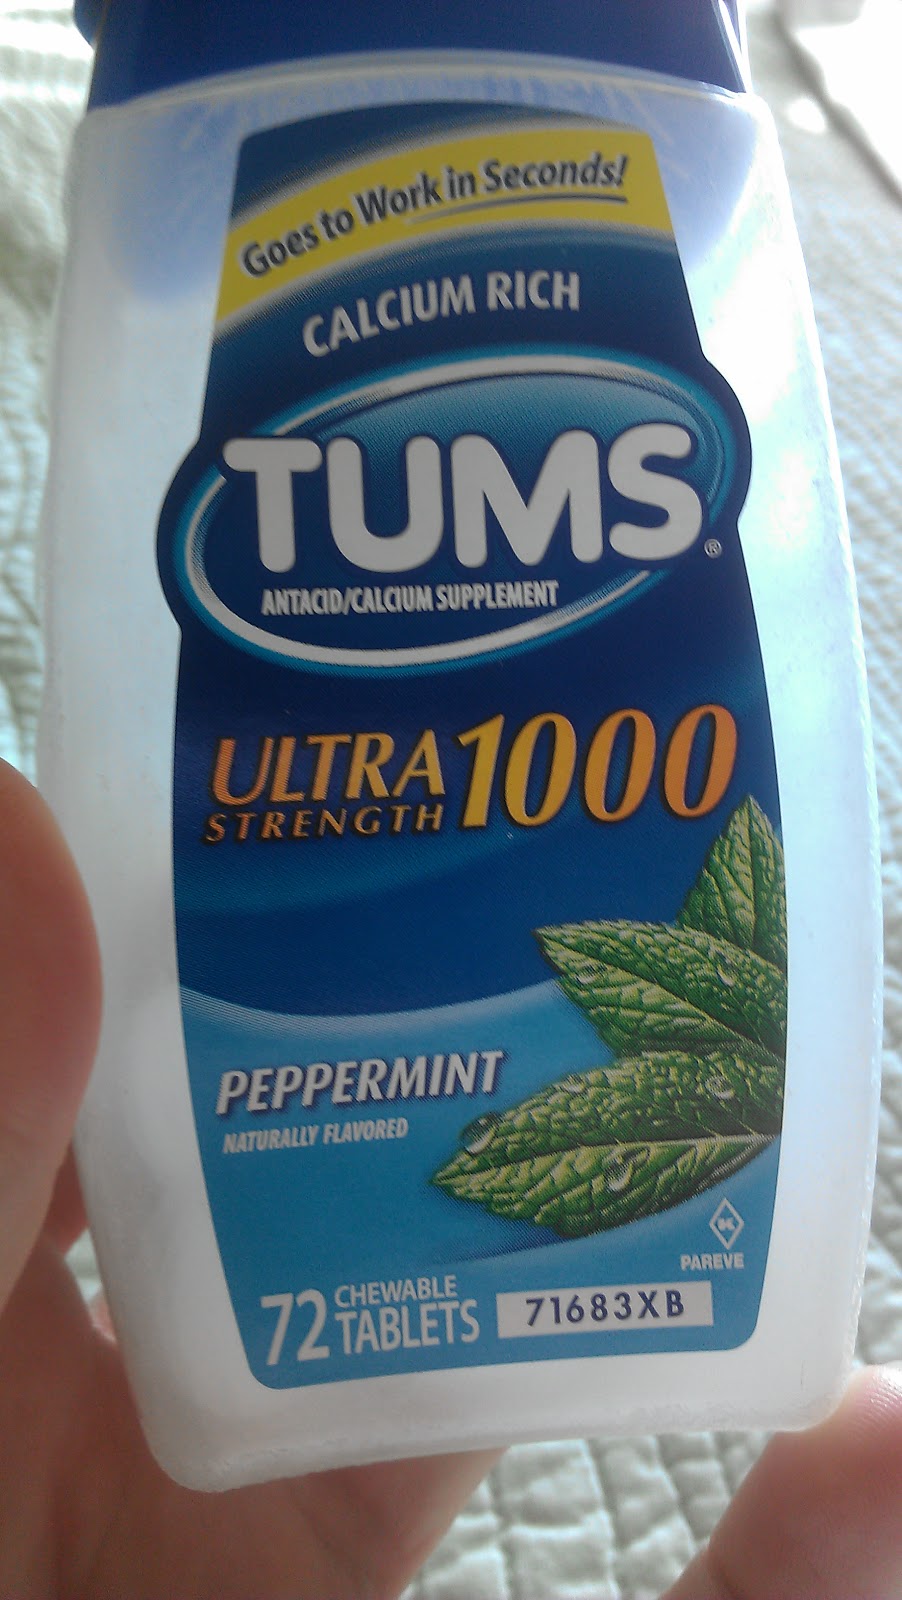 Goes to Work in Seconds!
CALCIUM RICH
TUMS®
ANTACID/CALCIUM SUPPLEMENT
ULTRA STRENGTH 1000
PEPPERMINT
NATURALLY FLAVORED
K
PAREVE
72 CHEWABLE TABLETS
71683XB